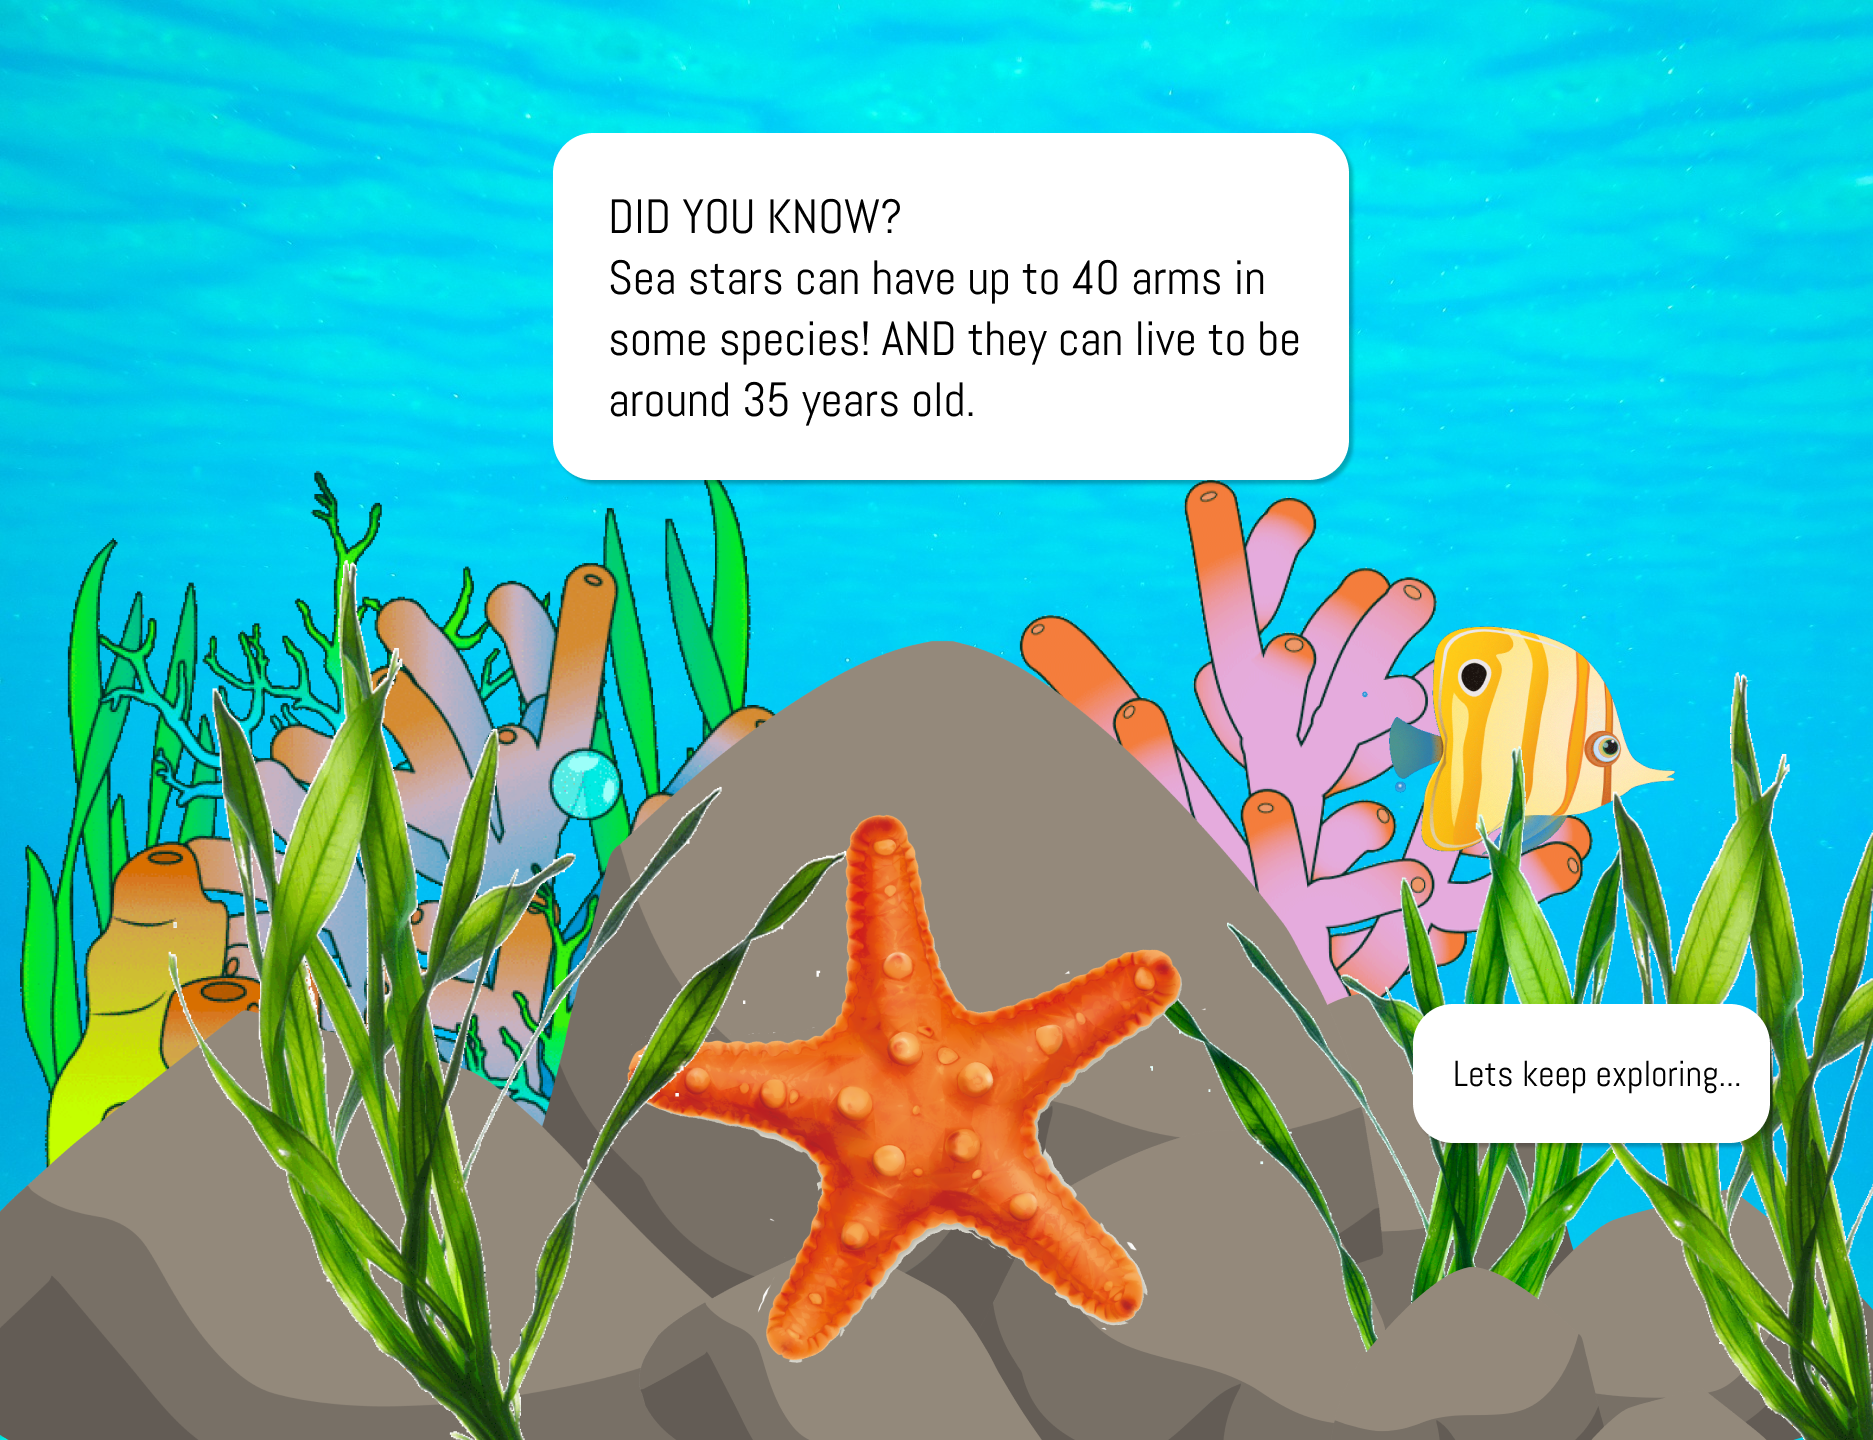 DID YOU KNOW?
Sea stars can have up to 40 arms in
some species! AND they can live to be
around 35 years old.
Lets keep exploring...